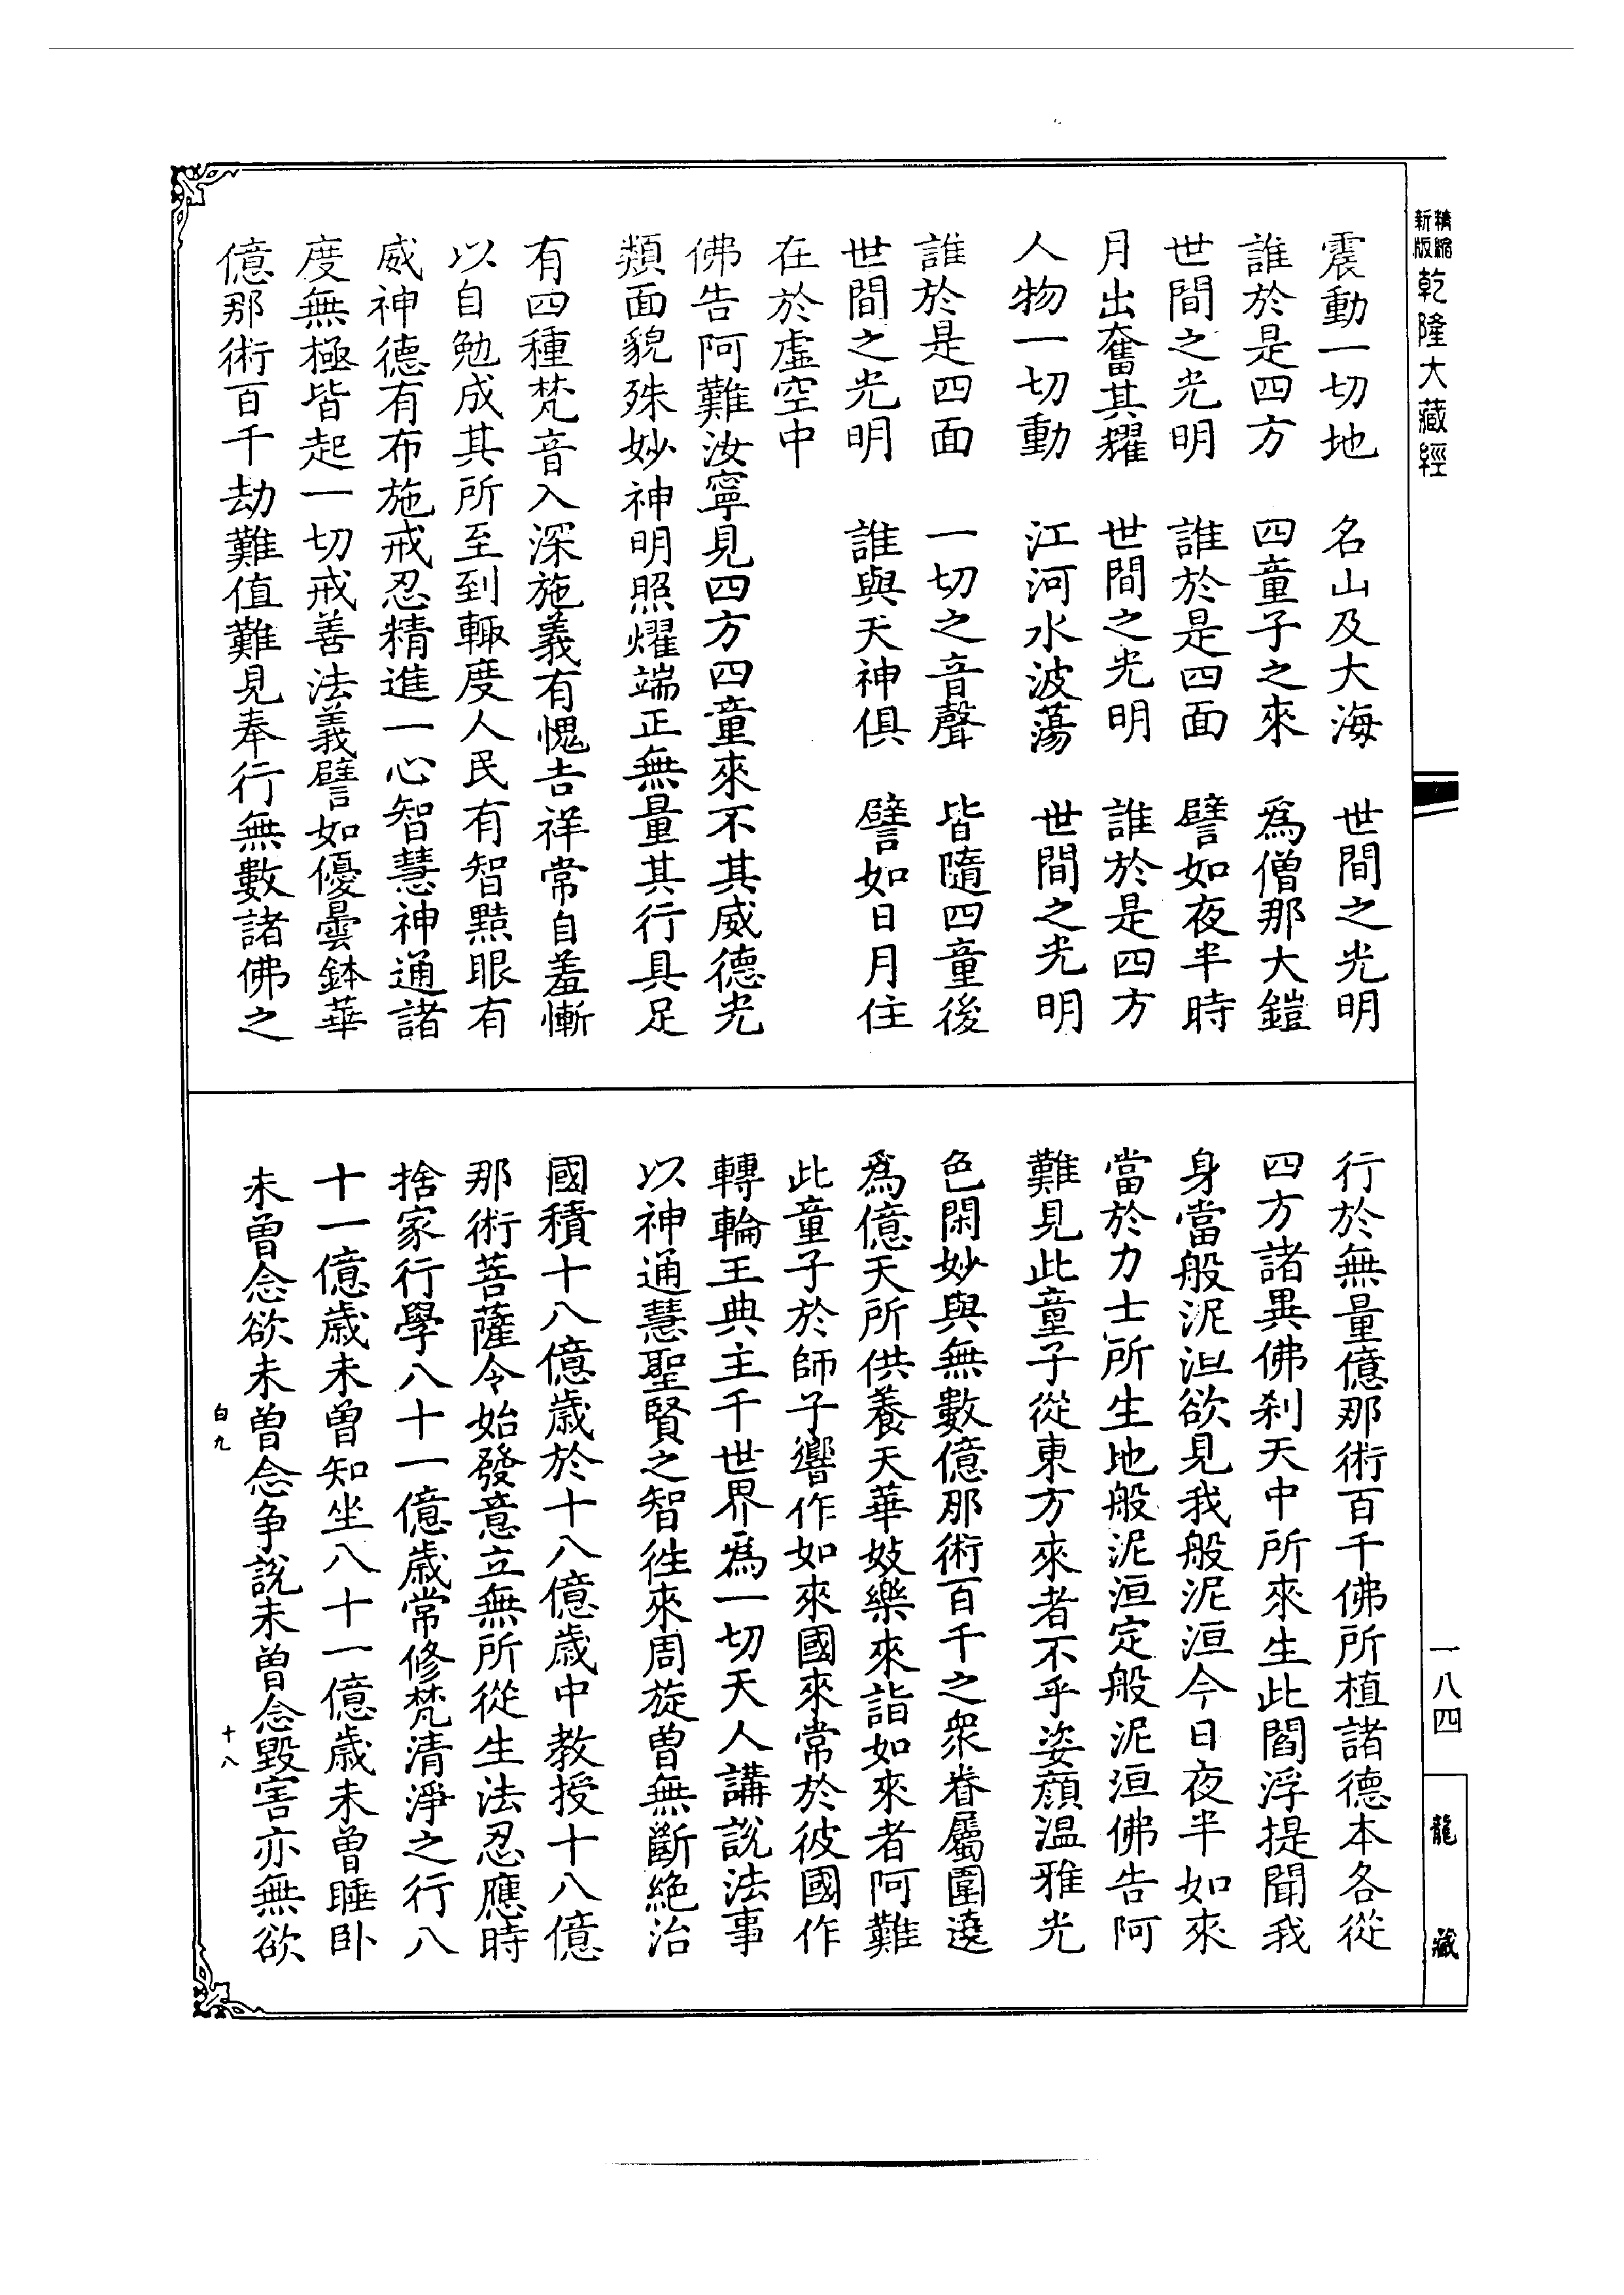 精縮新版乾隆大藏經
震動一切地　名山及大海　世間之光明
誰於是四方　四童子之來　爲僧那大鎧
世間之光明　誰於是四面　譬如夜半時
月出奮其耀　世間之光明　誰於是四方
人物一切動　江河水波蕩　世間之光明
誰於是四面　一切之音聲　皆隨四童後
世間之光明　誰與天神俱　譬如日月住
在於虛空中
佛告阿難汝寧見四方四童來不其威德光
類面貌殊妙神明照燿端正無量其行具足
有四種梵音入深施義有愧吉祥常自羞慚
以自勉成其所至到輒度人民有智黠眼有
威神德有布施戒忍精進一心智慧神通諸
度無極皆起一切戒善法義譬如優曇鉢華
億那術百千劫難值難見奉行無數諸佛之
行於無量億那術百千佛所植諸德本各從
四方諸異佛刹天中所來生此閻浮提聞我
身當般泥洹欲見我般泥洹今日夜半如來
當於力士所生地般泥洹定般泥洹佛告阿
難見此童子從東方來者不乎姿顏溫雅光
色閑妙與無數億那術百千之衆眷屬圍遶
爲億天所供養天華妓樂來詣如來者阿難
此童子於師子響作如來國來常於彼國作
轉輪王典主千世界爲一切天人講說法事
以神通慧聖賢之智徃來周旋曾無斷絶治
國積十八億歲於十八億歲中教授十八億
那術菩薩令始發意立無所從生法忍應時
捨家行學八十一億歲常修梵清淨之行八
十一億歲未曾知坐八十一億歲未曾睡卧
未曾念欲未曾念争說未曾念毀害亦無欲
白九
十八
一八四
龍藏